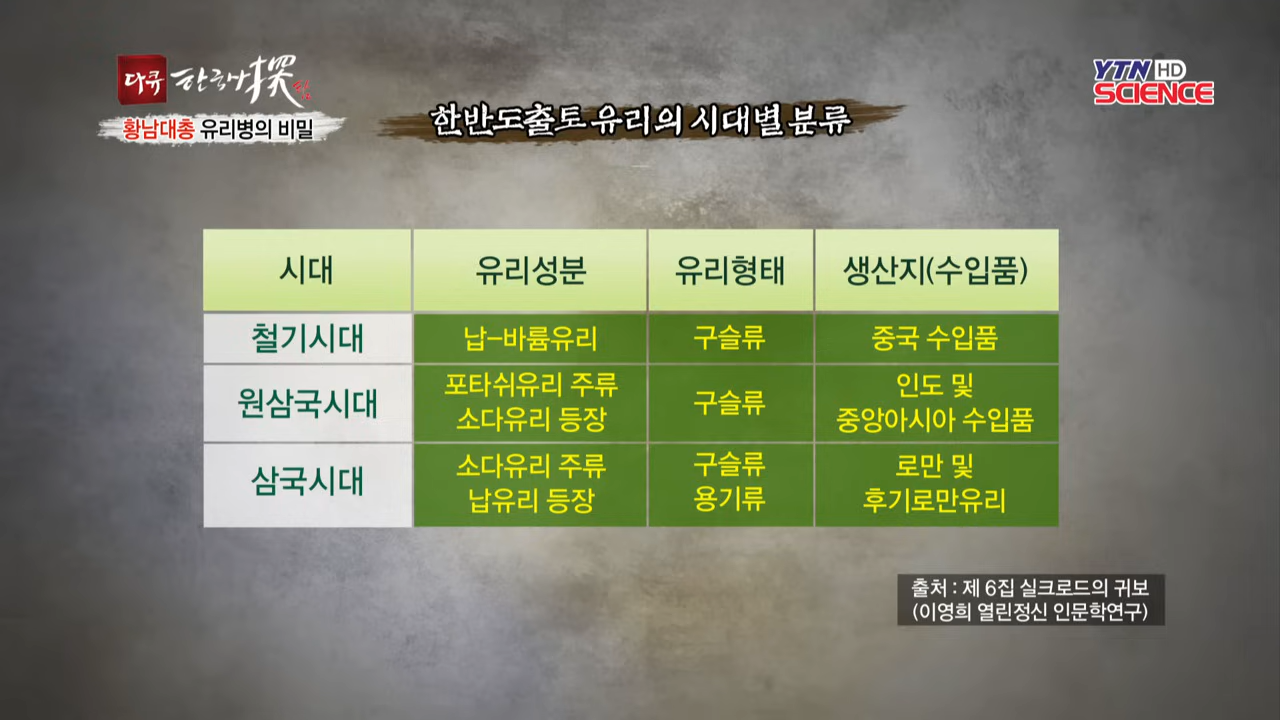 다큐 한국사探
황남대총 유리병의 비밀
YTN HD
SCIENCE
한반도출토 유리의 시대별 분류
시대 유리성분 유리형태 생산지(수입품)
철기시대 납-바륨유리 구슬류 중국 수입품
원삼국시대 포타쉬유리 주류
소다유리 등장 구슬류 인도 및
중앙아시아 수입품
삼국시대 소다유리 주류
납유리 등장 구슬류
용기류 로만 및
후기로만유리
출처 : 제 6집 실크로드의 귀보
(이영희 열린정신 인문학연구)